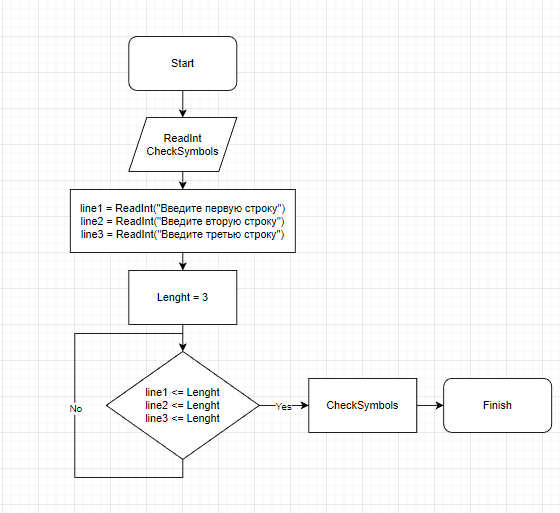 Start
ReadInt
CheckSymbols
line1 = ReadInt("Введите первую строку")
line2 = ReadInt("Введите вторую строку")
line3 = ReadInt("Введите третью строку")
Lenght = 3
line1 <= Lenght
line2 <= Lenght
line3 <= Lenght
No
Yes
CheckSymbols
Finish